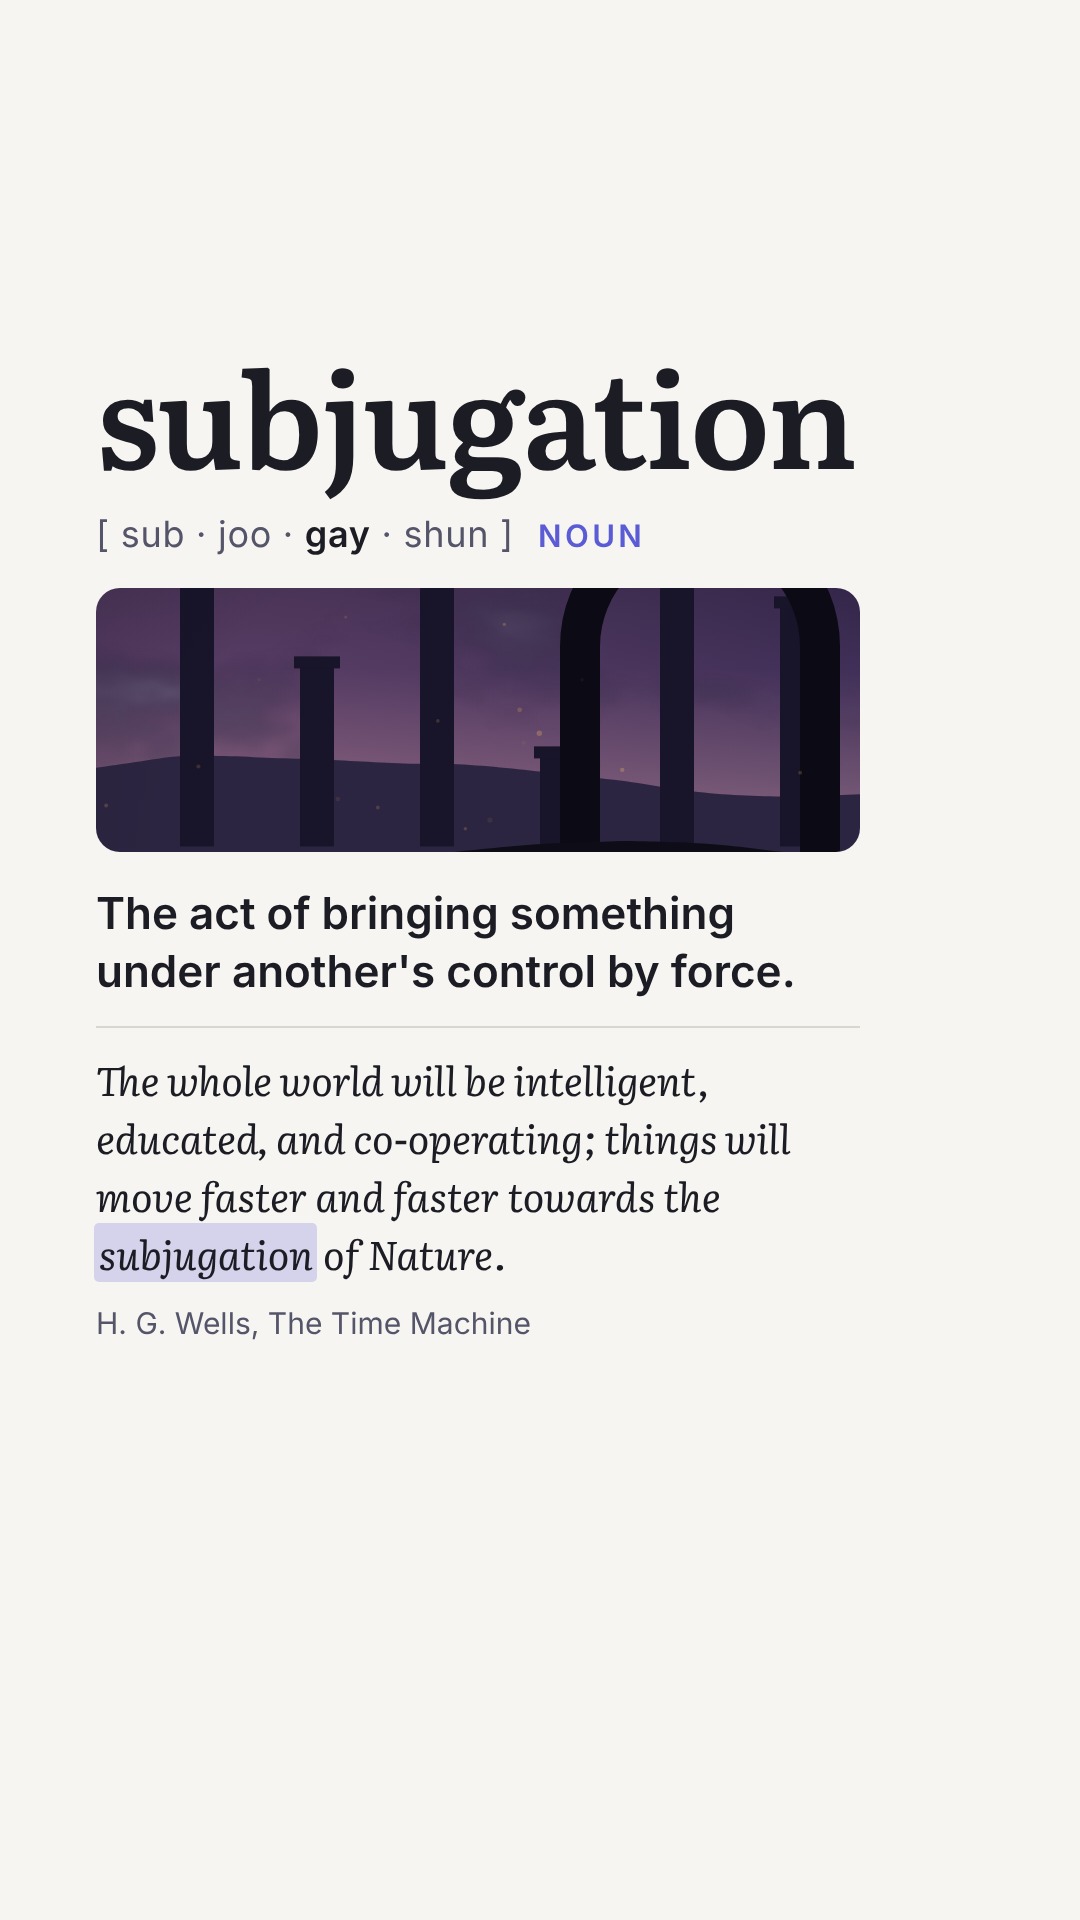 subjugation
[ sub · joo · gay · shun ] NOUN
The act of bringing something
under another's control by force.
The whole world will be intelligent,
educated, and co-operating; things will
move faster and faster towards the
subjugation of Nature.
H. G. Wells, The Time Machine